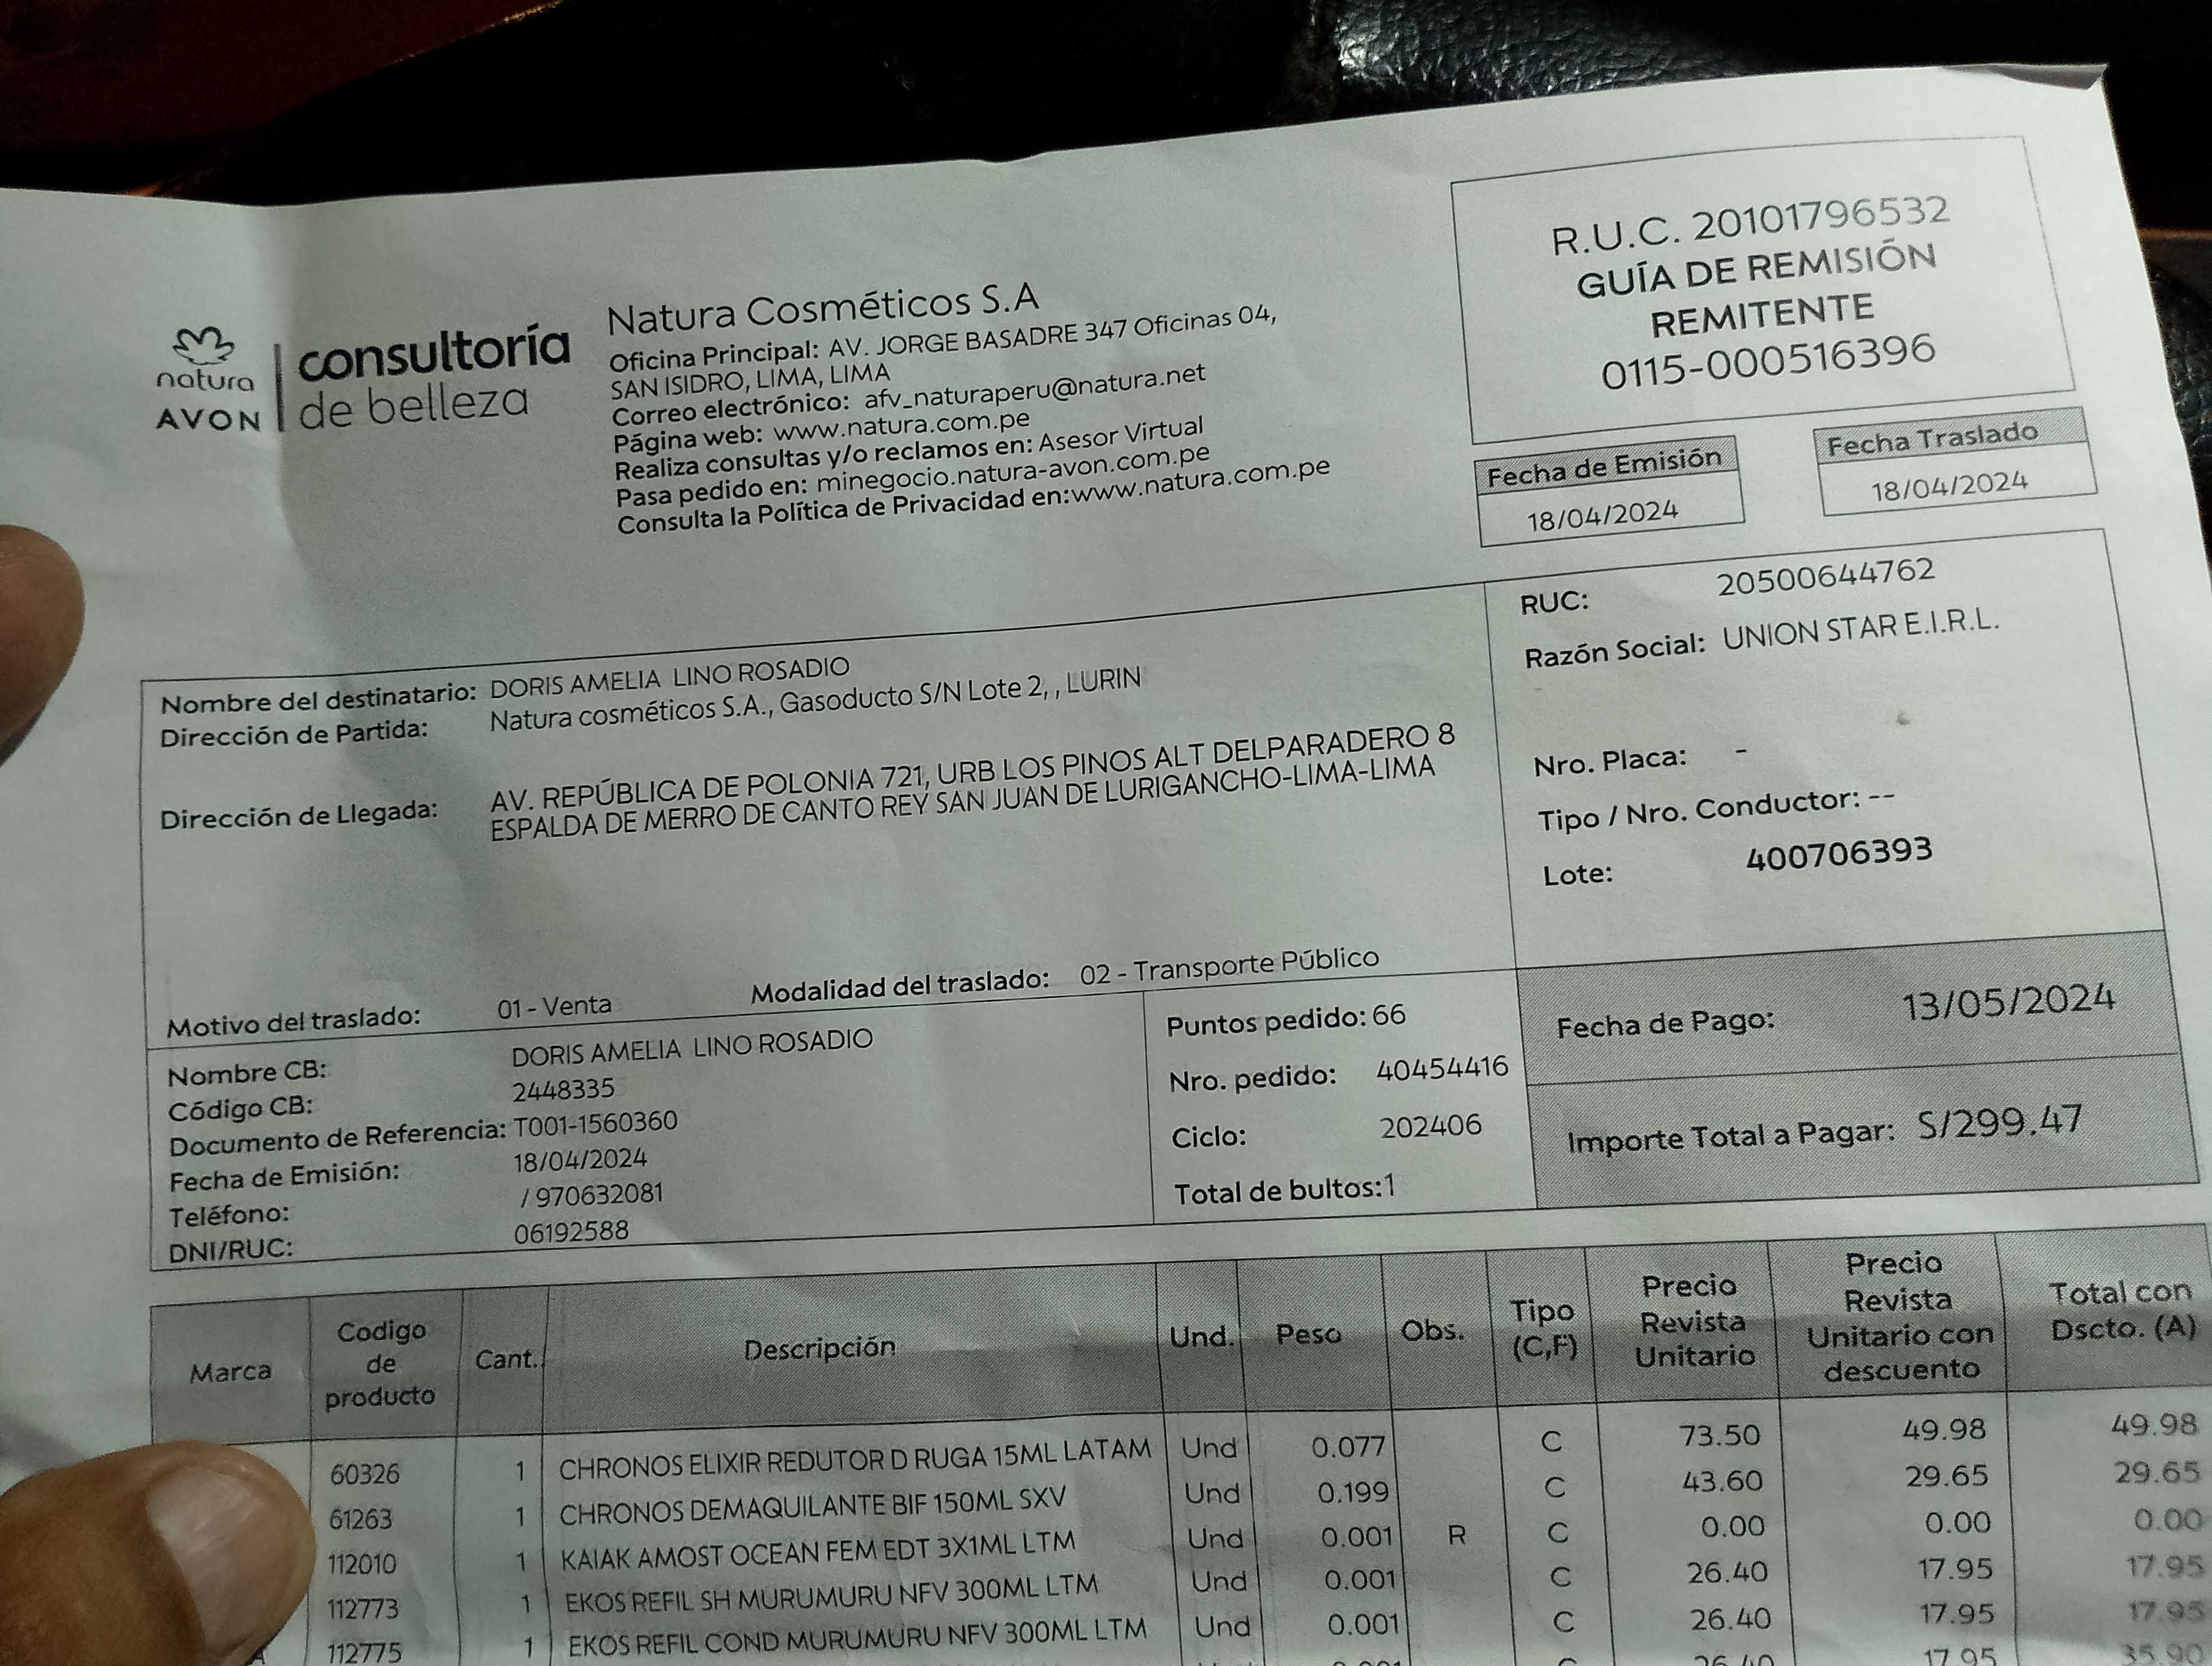 natura
AVON
consultoría
de belleza
Natura Cosméticos S.A
Oficina Principal: AV. JORGE BASADRE 347 Oficinas 04,
SAN ISIDRO, LIMA, LIMA
Correo electrónico: afv_naturaperu@natura.net
Página web: www.natura.com.pe
Realiza consultas y/o reclamos en: Asesor Virtual
Pasa pedido en: minegocio.natura-avon.com.pe
Consulta la Política de Privacidad en:www.natura.com.pe
R.U.C. 20101796532
GUÍA DE REMISIÓN
REMITENTE
0115-000516396
Fecha de Emisión
18/04/2024
Fecha Traslado
18/04/2024
Nombre del destinatario: DORIS AMELIA LINO ROSADIO
Dirección de Partida: Natura cosméticos S.A., Gasoducto S/N Lote 2, , LURIN
Dirección de Llegada: AV. REPÚBLICA DE POLONIA 721, URB LOS PINOS ALT DELPARADERO 8
ESPALDA DE MERRO DE CANTO REY SAN JUAN DE LURIGANCHO-LIMA-LIMA
Motivo del traslado: 01 - Venta Modalidad del traslado: 02 - Transporte Público
RUC: 20500644762
Razón Social: UNION STAR E.I.R.L.
Nro. Placa: -
Tipo / Nro. Conductor: --
Lote: 400706393
Nombre CB: DORIS AMELIA LINO ROSADIO
Código CB: 2448335
Documento de Referencia: T001-1560360
Fecha de Emisión: 18/04/2024
Teléfono: / 970632081
DNI/RUC: 06192588
Puntos pedido: 66
Nro. pedido: 40454416
Ciclo: 202406
Total de bultos:1
Fecha de Pago: 13/05/2024
Importe Total a Pagar: S/299.47
Marca Codigo de producto Cant. Descripción Und. Peso Obs. Tipo (C,F) Precio Revista Unitario Precio Revista Unitario con descuento Total con Dscto. (A)
60326 1 CHRONOS ELIXIR REDUTOR D RUGA 15ML LATAM Und 0.077 C 73.50 49.98 49.98
61263 1 CHRONOS DEMAQUILANTE BIF 150ML SXV Und 0.199 C 43.60 29.65 29.65
112010 1 KAIAK AMOST OCEAN FEM EDT 3X1ML LTM Und 0.001 R C 0.00 0.00 0.00
112773 1 EKOS REFIL SH MURUMURU NFV 300ML LTM Und 0.001 C 26.40 17.95 17.95
112775 1 EKOS REFIL COND MURUMURU NFV 300ML LTM Und 0.001 C 26.40 17.95 17.95
26.40 17.95 35.90